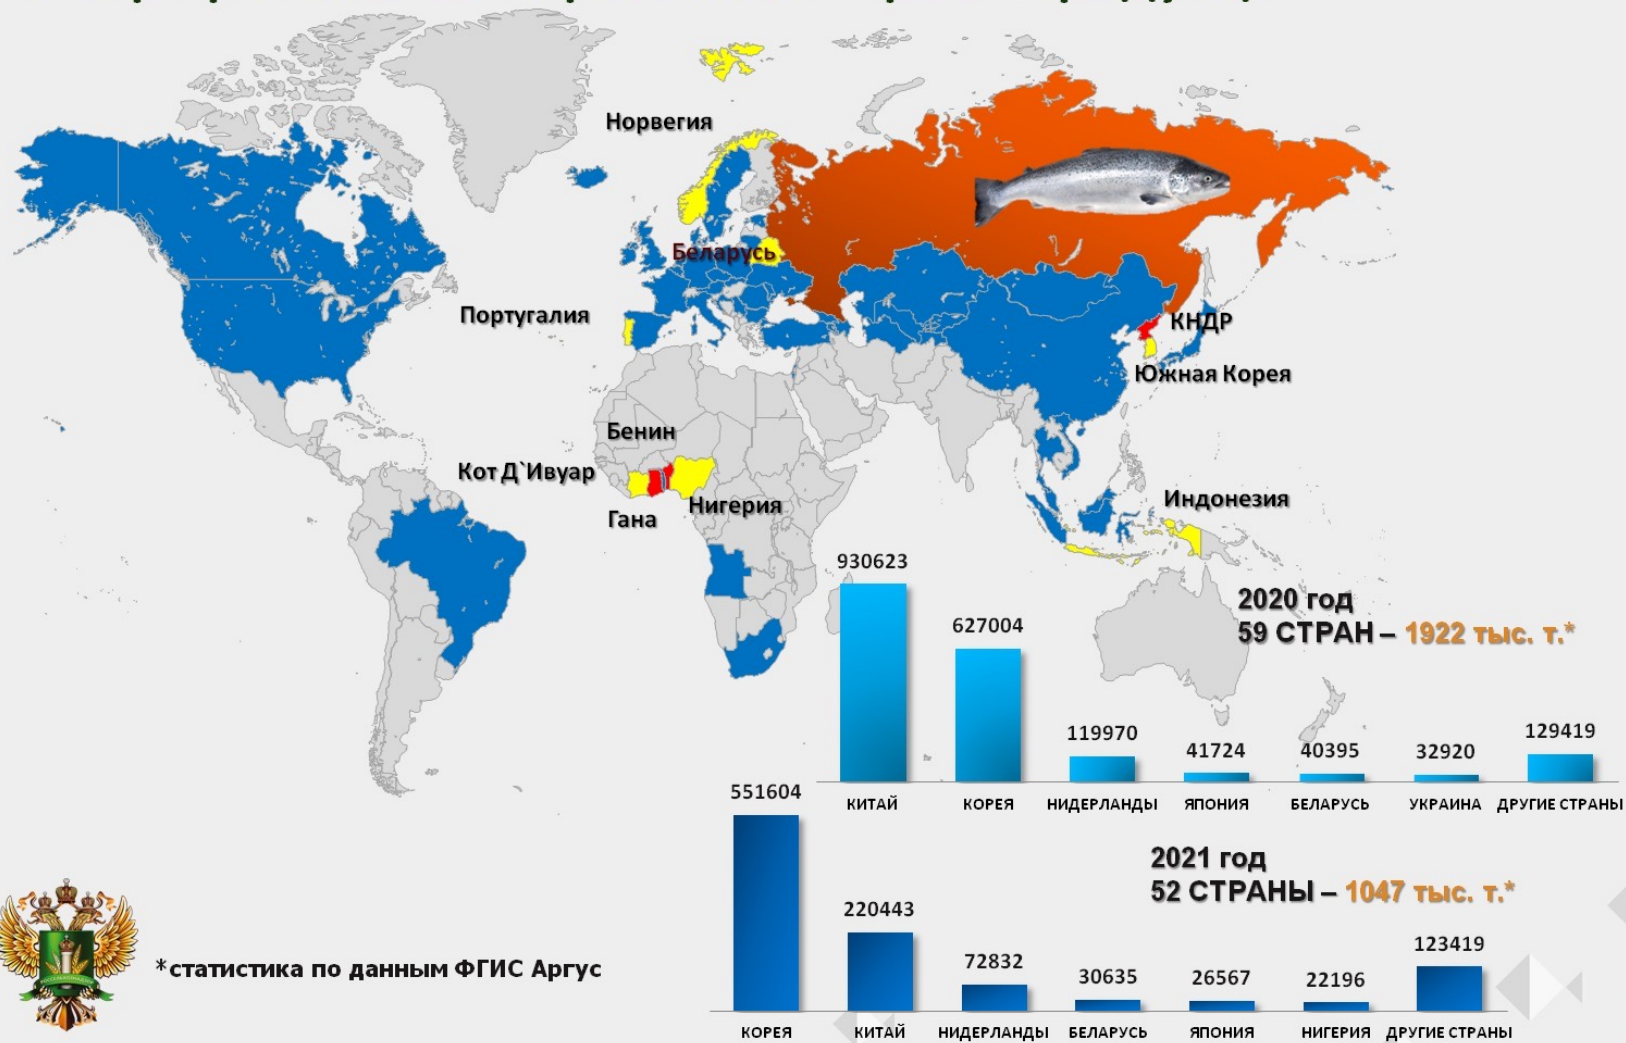 Норвегия
Беларусь
Португалия
КНДР
Южная Корея
Бенин
Кот Д`Ивуар
Нигерия
Гана
Индонезия
2020 год
59 СТРАН – 1922 тыс. т.*
930623
627004
119970
41724
40395
32920
129419
КИТАЙ
КОРЕЯ
НИДЕРЛАНДЫ
ЯПОНИЯ
БЕЛАРУСЬ
УКРАИНА
ДРУГИЕ СТРАНЫ
2021 год
52 СТРАНЫ – 1047 тыс. т.*
551604
220443
72832
30635
26567
22196
123419
КОРЕЯ
КИТАЙ
НИДЕРЛАНДЫ
БЕЛАРУСЬ
ЯПОНИЯ
НИГЕРИЯ
ДРУГИЕ СТРАНЫ
*статистика по данным ФГИС Аргус